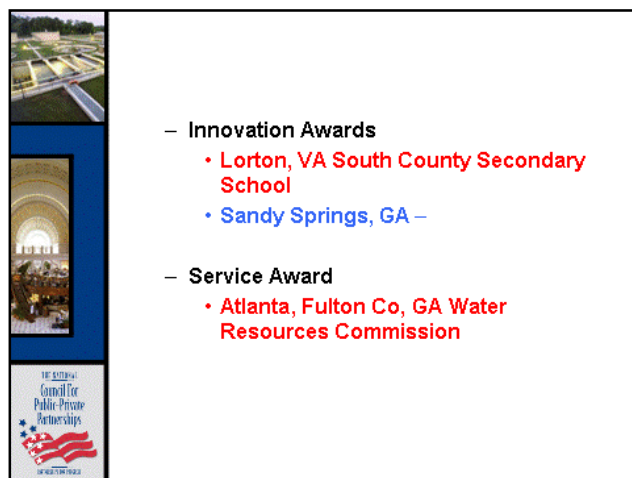 – Innovation Awards
• Lorton, VA South County Secondary
School
• Sandy Springs, GA –
– Service Award
• Atlanta, Fulton Co, GA Water
Resources Commission
THE NATIONAL
Council For
Public-Private
Partnerships